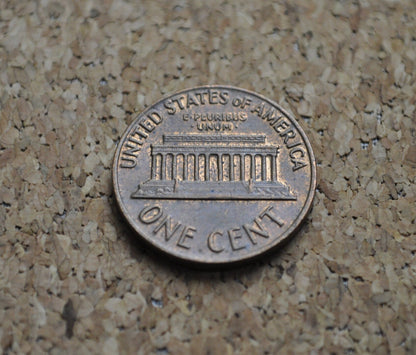 UNITED STATES OF AMERICA
E·PLURIBUS
UNUM
ONE CENT